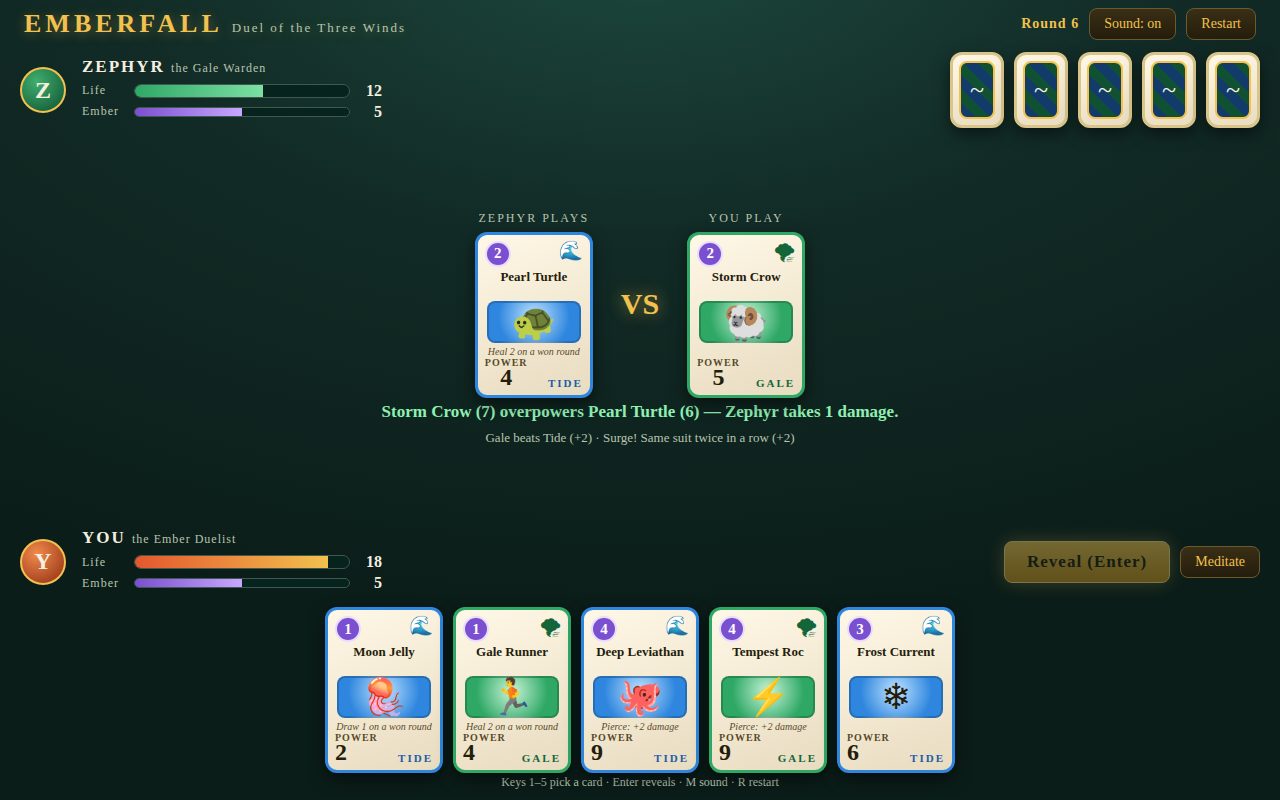 EMBERFALL Duel of the Three Winds
Round 6 Sound: on Restart
Z
ZEPHYR the Gale Warden
Life 12
Ember 5
~ ~ ~ ~ ~
ZEPHYR PLAYS
2
Pearl Turtle
Heal 2 on a won round
POWER
4 TIDE
VS
YOU PLAY
2
Storm Crow
POWER
5 GALE
Storm Crow (7) overpowers Pearl Turtle (6) — Zephyr takes 1 damage.
Gale beats Tide (+2) · Surge! Same suit twice in a row (+2)
Y
YOU the Ember Duelist
Life 18
Ember 5
Reveal (Enter) Meditate
1
Moon Jelly
Draw 1 on a won round
POWER
2 TIDE
1
Gale Runner
Heal 2 on a won round
POWER
4 GALE
4
Deep Leviathan
Pierce: +2 damage
POWER
9 TIDE
4
Tempest Roc
Pierce: +2 damage
POWER
9 GALE
3
Frost Current
POWER
6 TIDE
Keys 1–5 pick a card · Enter reveals · M sound · R restart